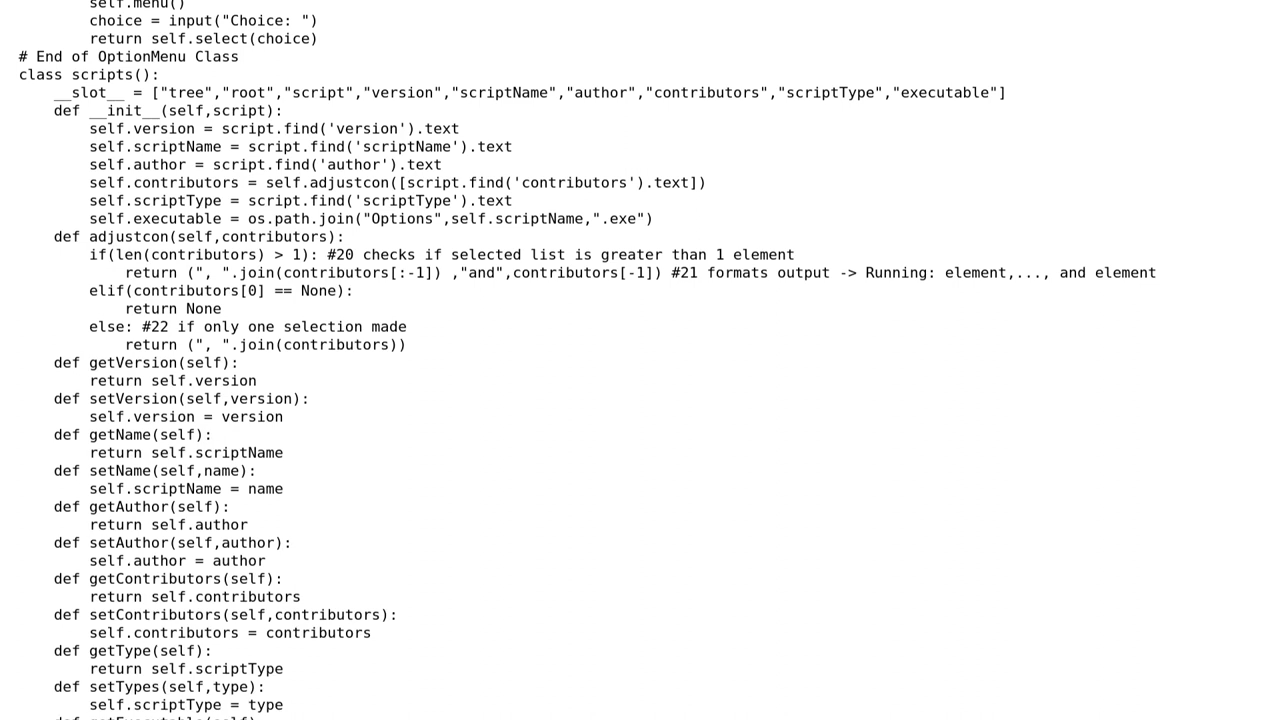 self.menu()
        choice = input("Choice: ")
        return self.select(choice)
# End of OptionMenu Class
class scripts():
    __slot__ = ["tree","root","script","version","scriptName","author","contributors","scriptType","executable"]
    def __init__(self,script):
        self.version = script.find('version').text
        self.scriptName = script.find('scriptName').text
        self.author = script.find('author').text
        self.contributors = self.adjustcon([script.find('contributors').text])
        self.scriptType = script.find('scriptType').text
        self.executable = os.path.join("Options",self.scriptName,".exe")
    def adjustcon(self,contributors):
        if(len(contributors) > 1): #20 checks if selected list is greater than 1 element
            return (", ".join(contributors[:-1]) ,"and",contributors[-1]) #21 formats output -> Running: element,..., and element
        elif(contributors[0] == None):
            return None
        else: #22 if only one selection made
            return (", ".join(contributors))
    def getVersion(self):
        return self.version
    def setVersion(self,version):
        self.version = version
    def getName(self):
        return self.scriptName
    def setName(self,name):
        self.scriptName = name
    def getAuthor(self):
        return self.author
    def setAuthor(self,author):
        self.author = author
    def getContributors(self):
        return self.contributors
    def setContributors(self,contributors):
        self.contributors = contributors
    def getType(self):
        return self.scriptType
    def setTypes(self,type):
        self.scriptType = type
    def getExecutable(self):